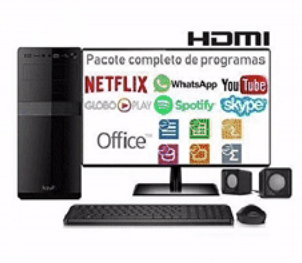 HDMI
Pacote completo de programas
NETFLIX WhatsApp YouTube
GLOBO PLAY Spotify skype
Office